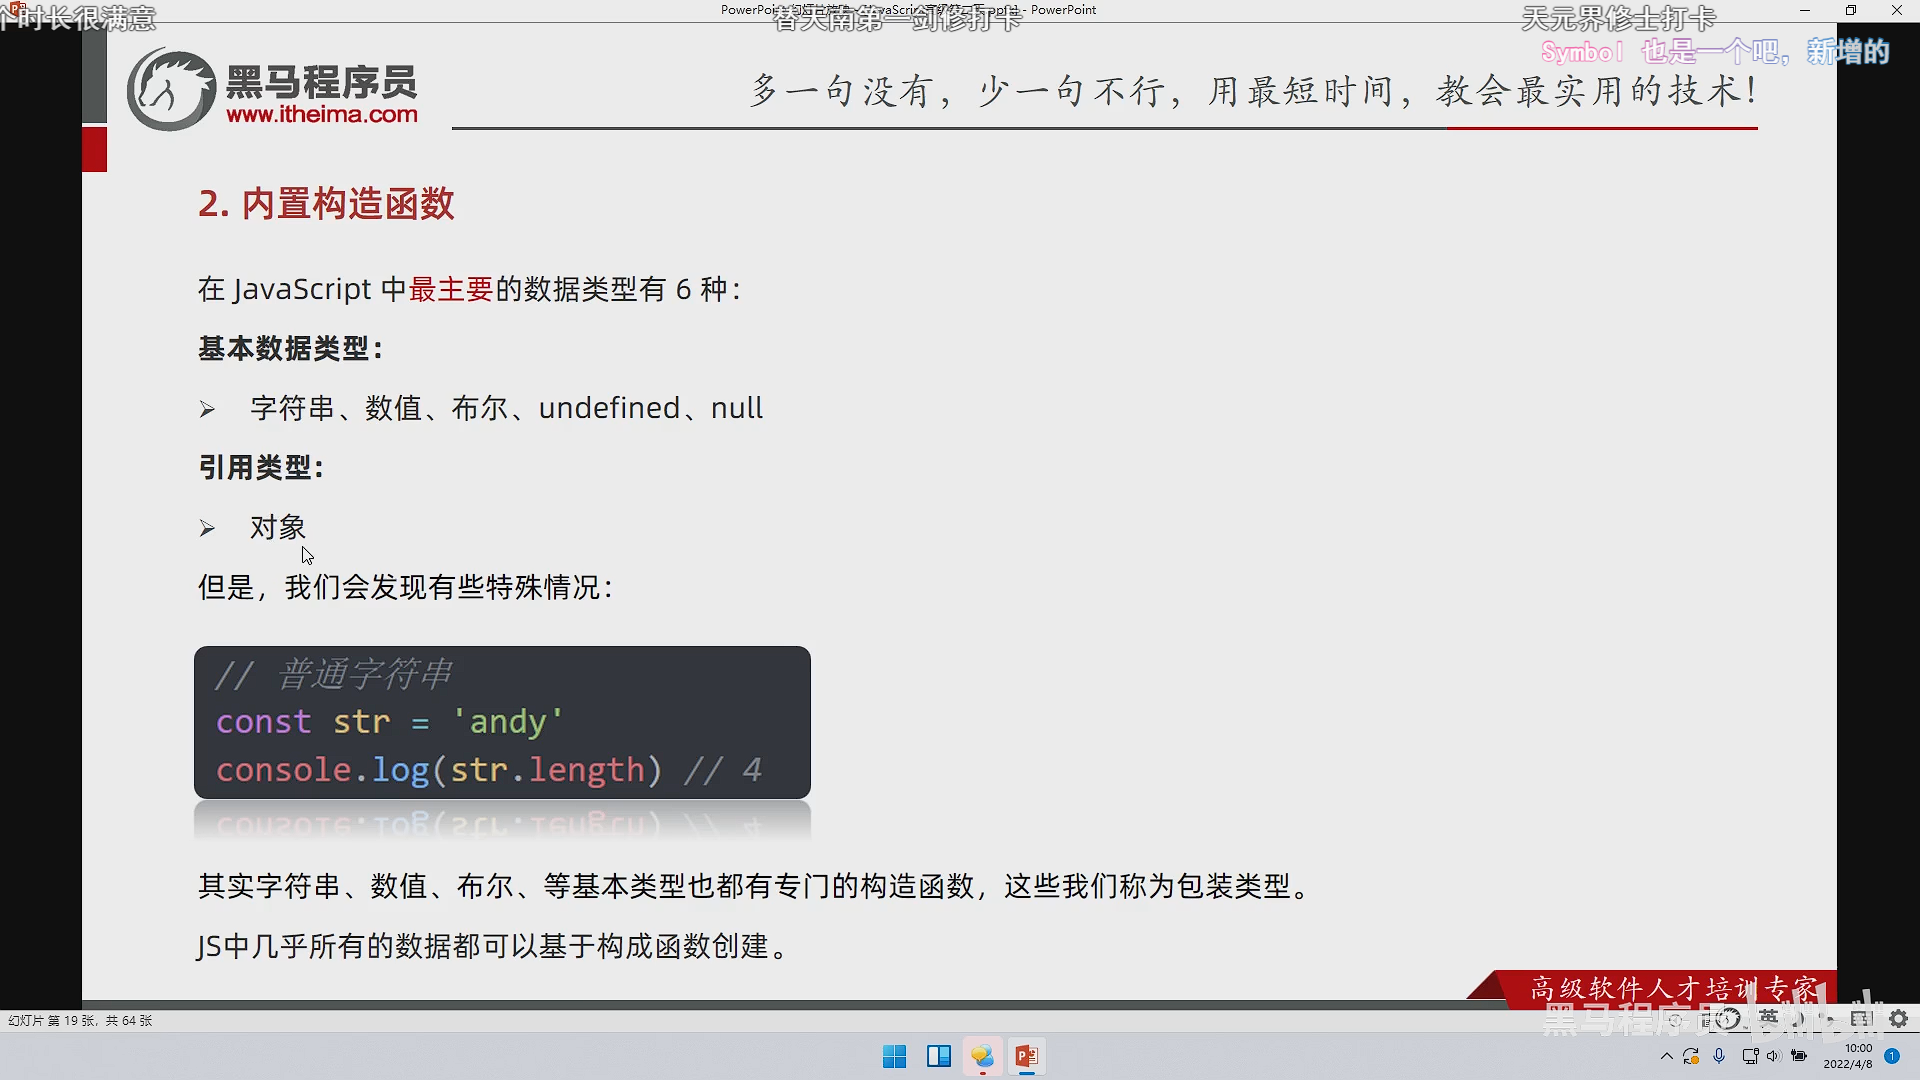 个时长很满意
PowerPoint
替天南第一剑修打卡
- PowerPoint
天元界修士打卡
Symbol 也是一个吧，新增的
黑马程序员
www.itheima.com
多一句没有，少一句不行，用最短时间，教会最实用的技术！
2. 内置构造函数
在 JavaScript 中最主要的数据类型有 6 种：
基本数据类型：
➢ 字符串、数值、布尔、undefined、null
引用类型：
➢ 对象
但是，我们会发现有些特殊情况：
// 普通字符串
const str = 'andy'
console.log(str.length) // 4
其实字符串、数值、布尔、等基本类型也都有专门的构造函数，这些我们称为包装类型。
JS中几乎所有的数据都可以基于构成函数创建。
高级软件人才培训专家
黑马程序员
bilibili
幻灯片 第 19 张，共 64 张
英
10:00
2022/4/8
1